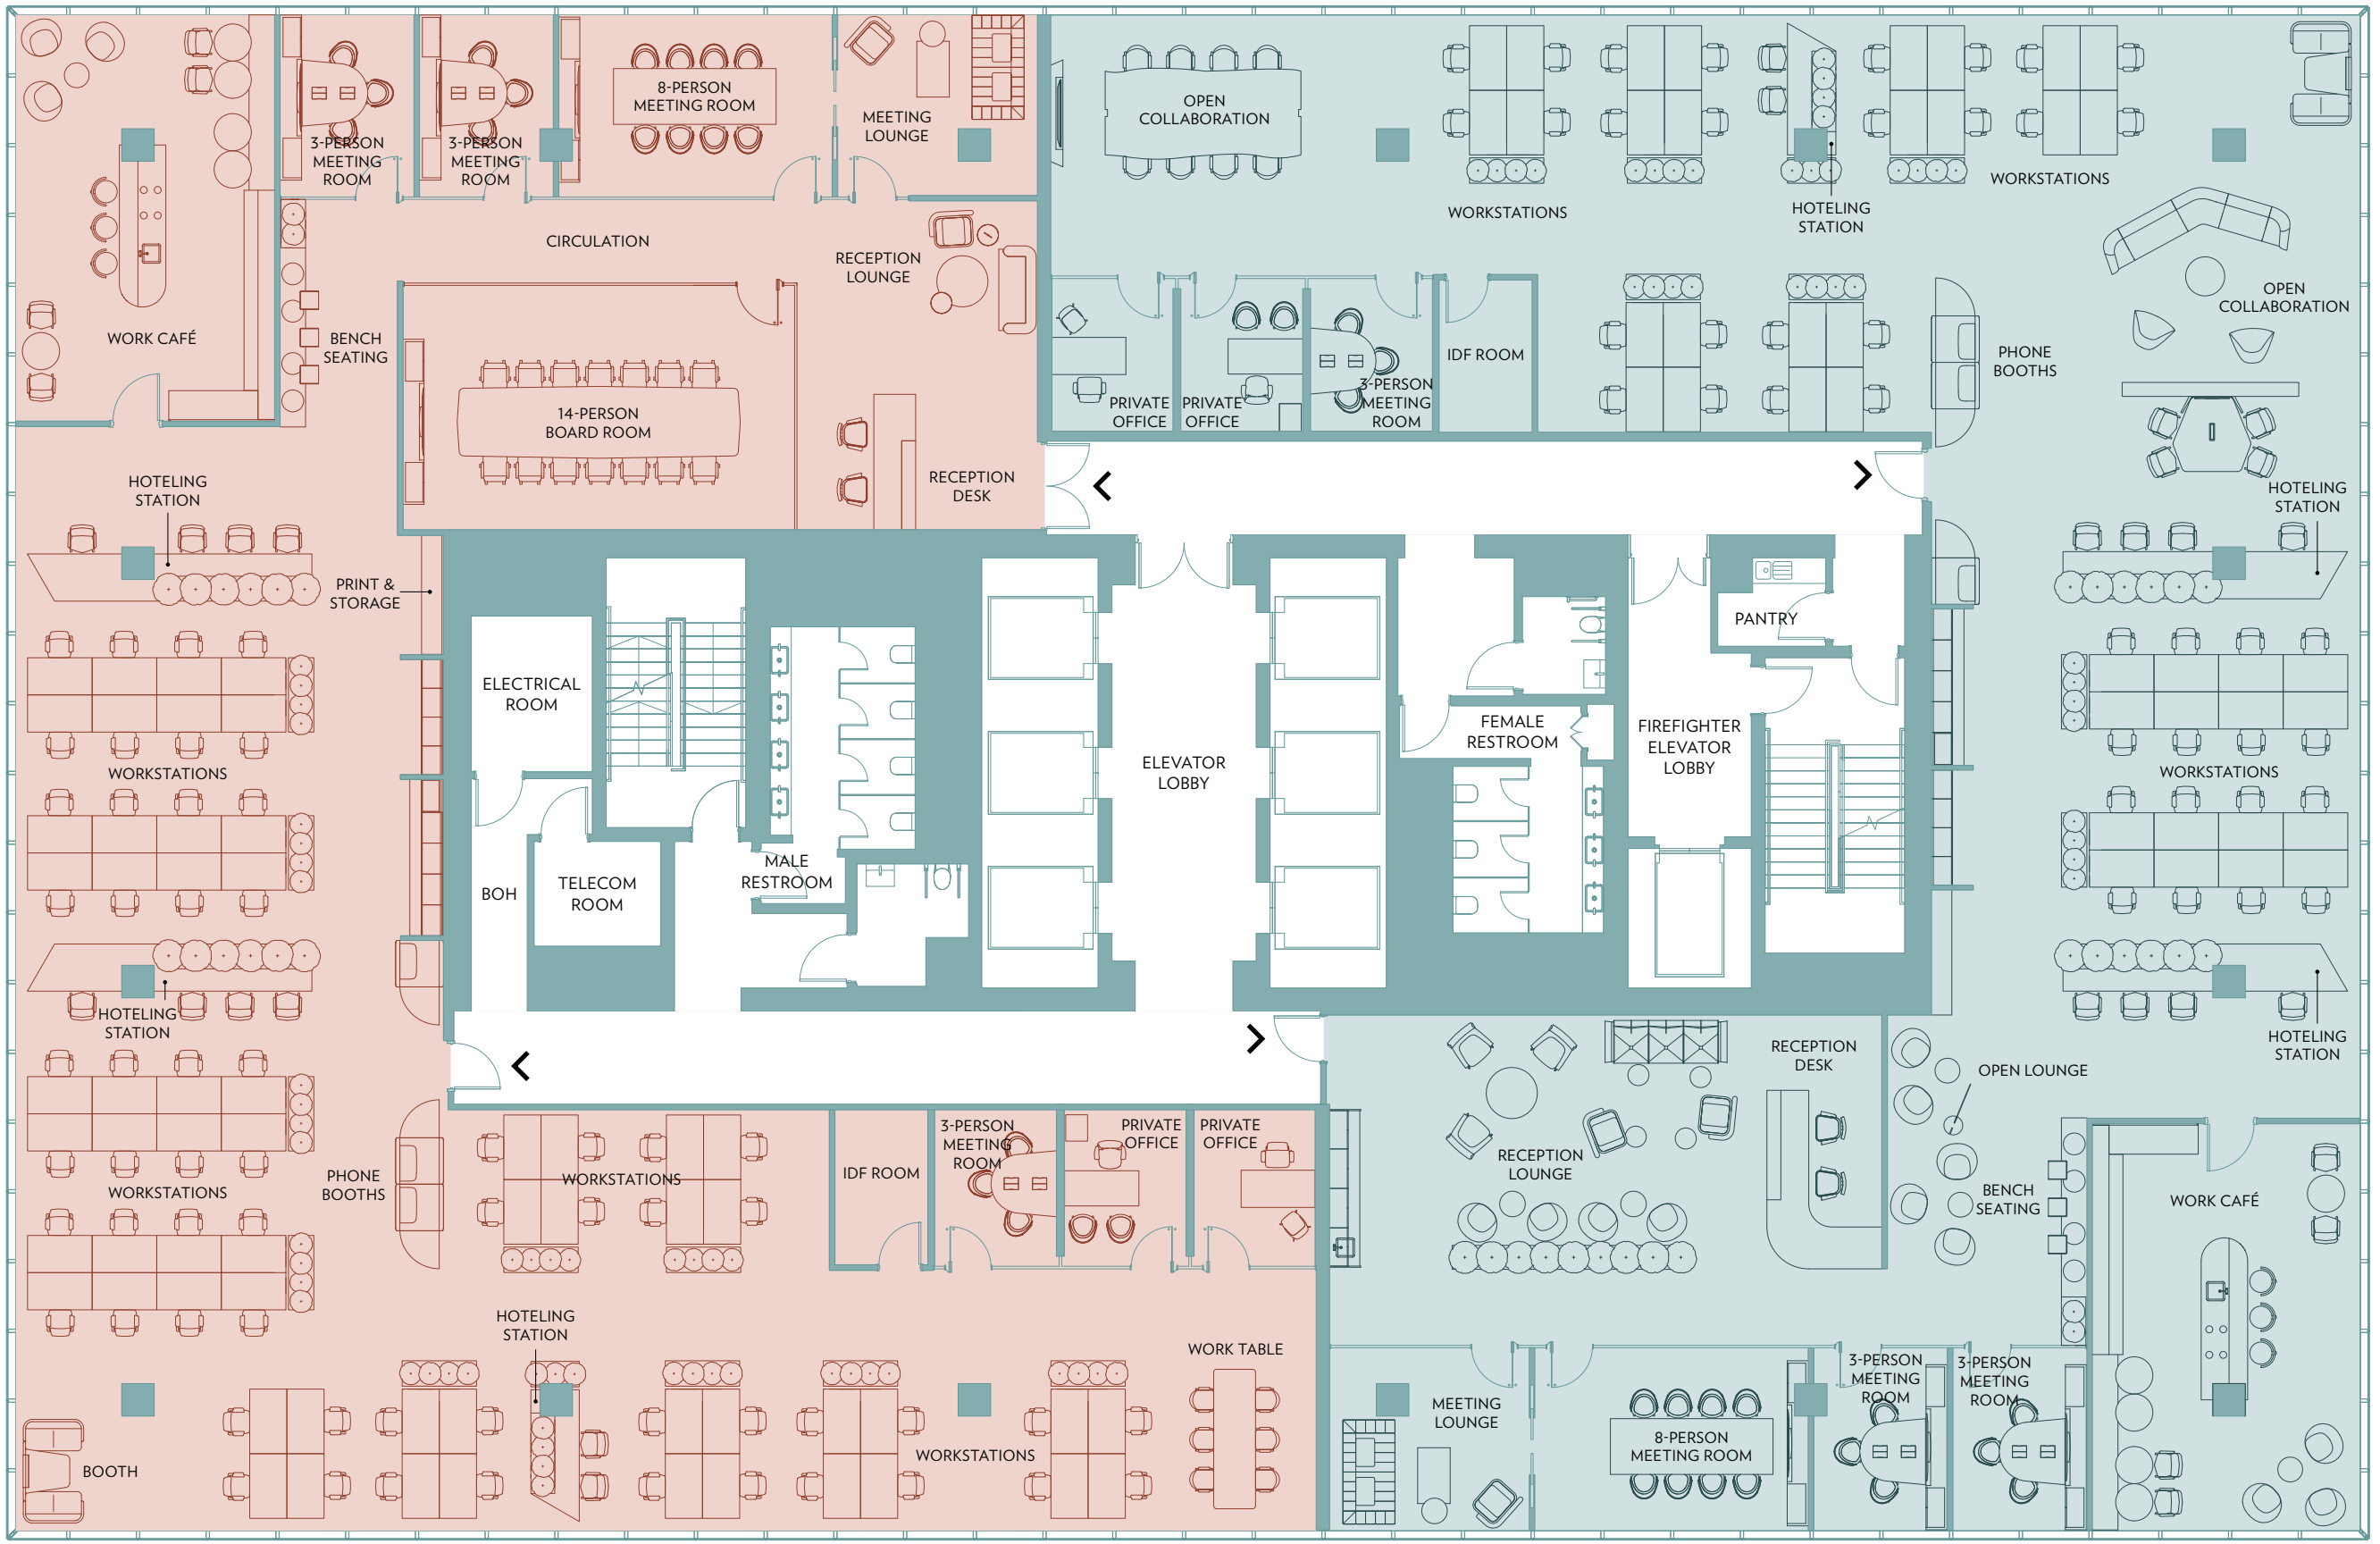 3-PERSON
MEETING
ROOM
3-PERSON
MEETING
ROOM
8-PERSON
MEETING ROOM
MEETING
LOUNGE
OPEN
COLLABORATION
WORKSTATIONS
HOTELING
STATION
WORKSTATIONS
CIRCULATION
RECEPTION
LOUNGE
OPEN
COLLABORATION
WORK CAFÉ
BENCH
SEATING
IDF ROOM
PHONE
BOOTHS
PRIVATE
OFFICE
PRIVATE
OFFICE
3-PERSON
MEETING
ROOM
14-PERSON
BOARD ROOM
RECEPTION
DESK
HOTELING
STATION
HOTELING
STATION
PRINT &
STORAGE
PANTRY
ELECTRICAL
ROOM
FEMALE
RESTROOM
FIREFIGHTER
ELEVATOR
LOBBY
ELEVATOR
LOBBY
WORKSTATIONS
WORKSTATIONS
MALE
RESTROOM
BOH
TELECOM
ROOM
HOTELING
STATION
RECEPTION
DESK
HOTELING
STATION
OPEN LOUNGE
3-PERSON
MEETING
ROOM
PRIVATE
OFFICE
PRIVATE
OFFICE
IDF ROOM
RECEPTION
LOUNGE
WORKSTATIONS
PHONE
BOOTHS
WORKSTATIONS
BENCH
SEATING
WORK CAFÉ
HOTELING
STATION
WORK TABLE
3-PERSON
MEETING
ROOM
3-PERSON
MEETING
ROOM
MEETING
LOUNGE
8-PERSON
MEETING ROOM
WORKSTATIONS
BOOTH